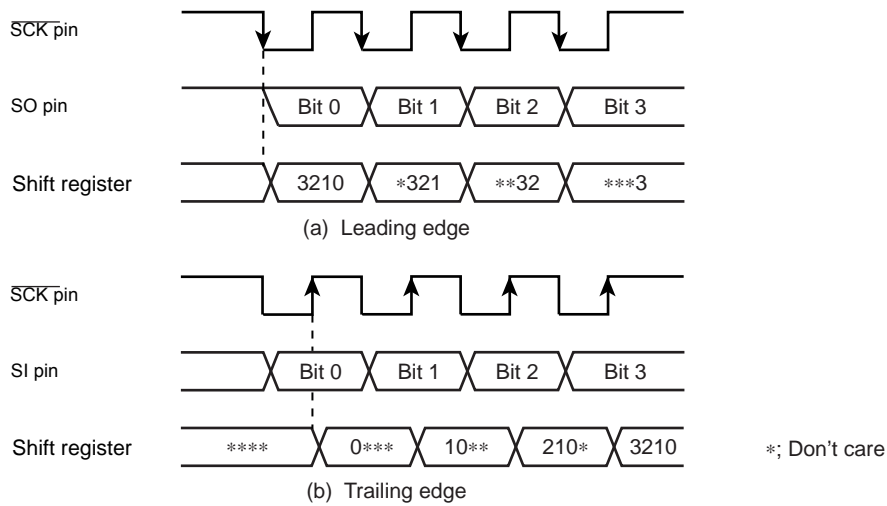 SCK pin
SO pin Bit 0 Bit 1 Bit 2 Bit 3
Shift register 3210 *321 **32 ***3
(a) Leading edge
SCK pin
SI pin Bit 0 Bit 1 Bit 2 Bit 3
Shift register **** 0*** 10** 210* 3210 *; Don't care
(b) Trailing edge